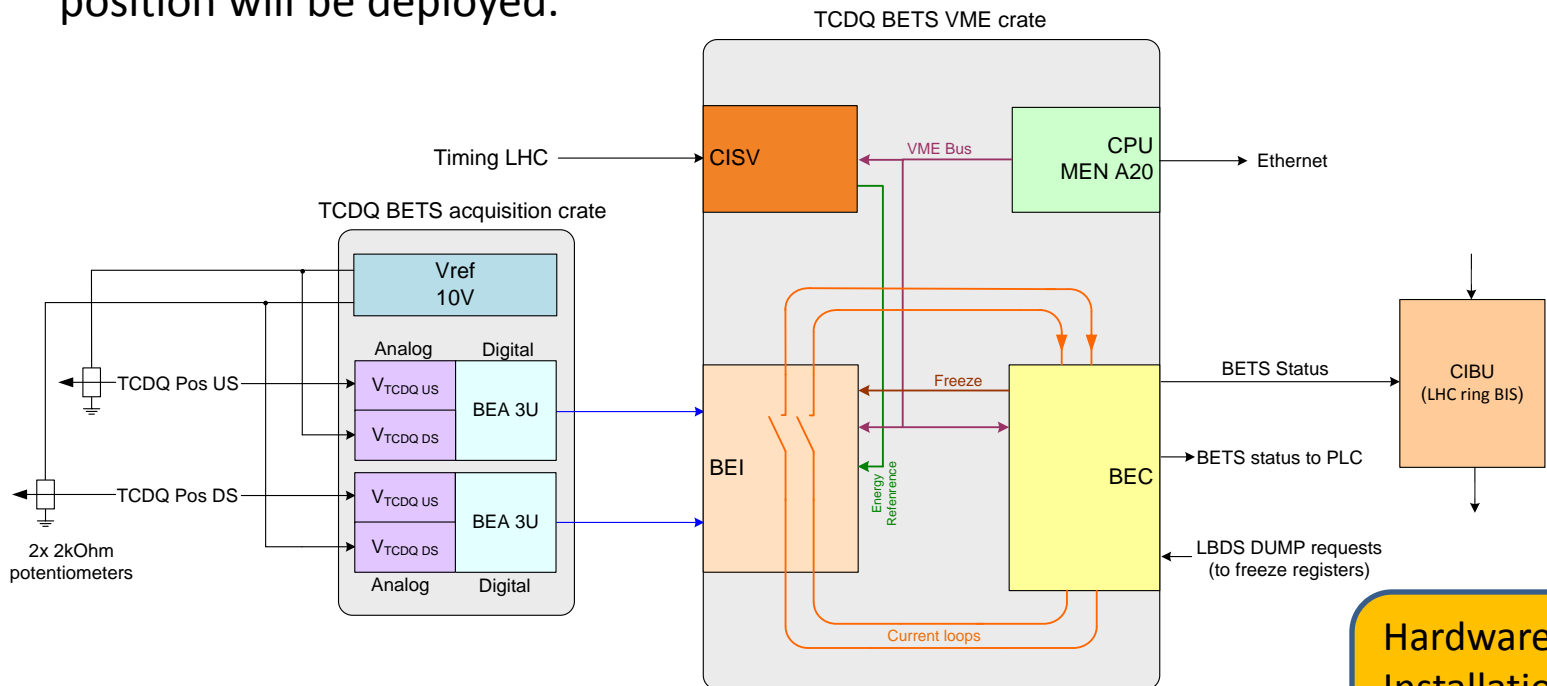 position will be deployed.
TCDQ BETS VME crate
CISV
VME Bus
CPU
MEN A20
Timing LHC
Ethernet
TCDQ BETS acquisition crate
Vref
10V
Analog
Digital
TCDQ Pos US
VTCDQ US
BEA 3U
VTCDQ DS
TCDQ Pos DS
VTCDQ US
BEA 3U
VTCDQ DS
Analog
Digital
2x 2kOhm
potentiometers
Freeze
BEI
Energy
Refenrence
BEC
Current loops
BETS Status
CIBU
(LHC ring BIS)
BETS status to PLC
LBDS DUMP requests
(to freeze registers)
Hardware